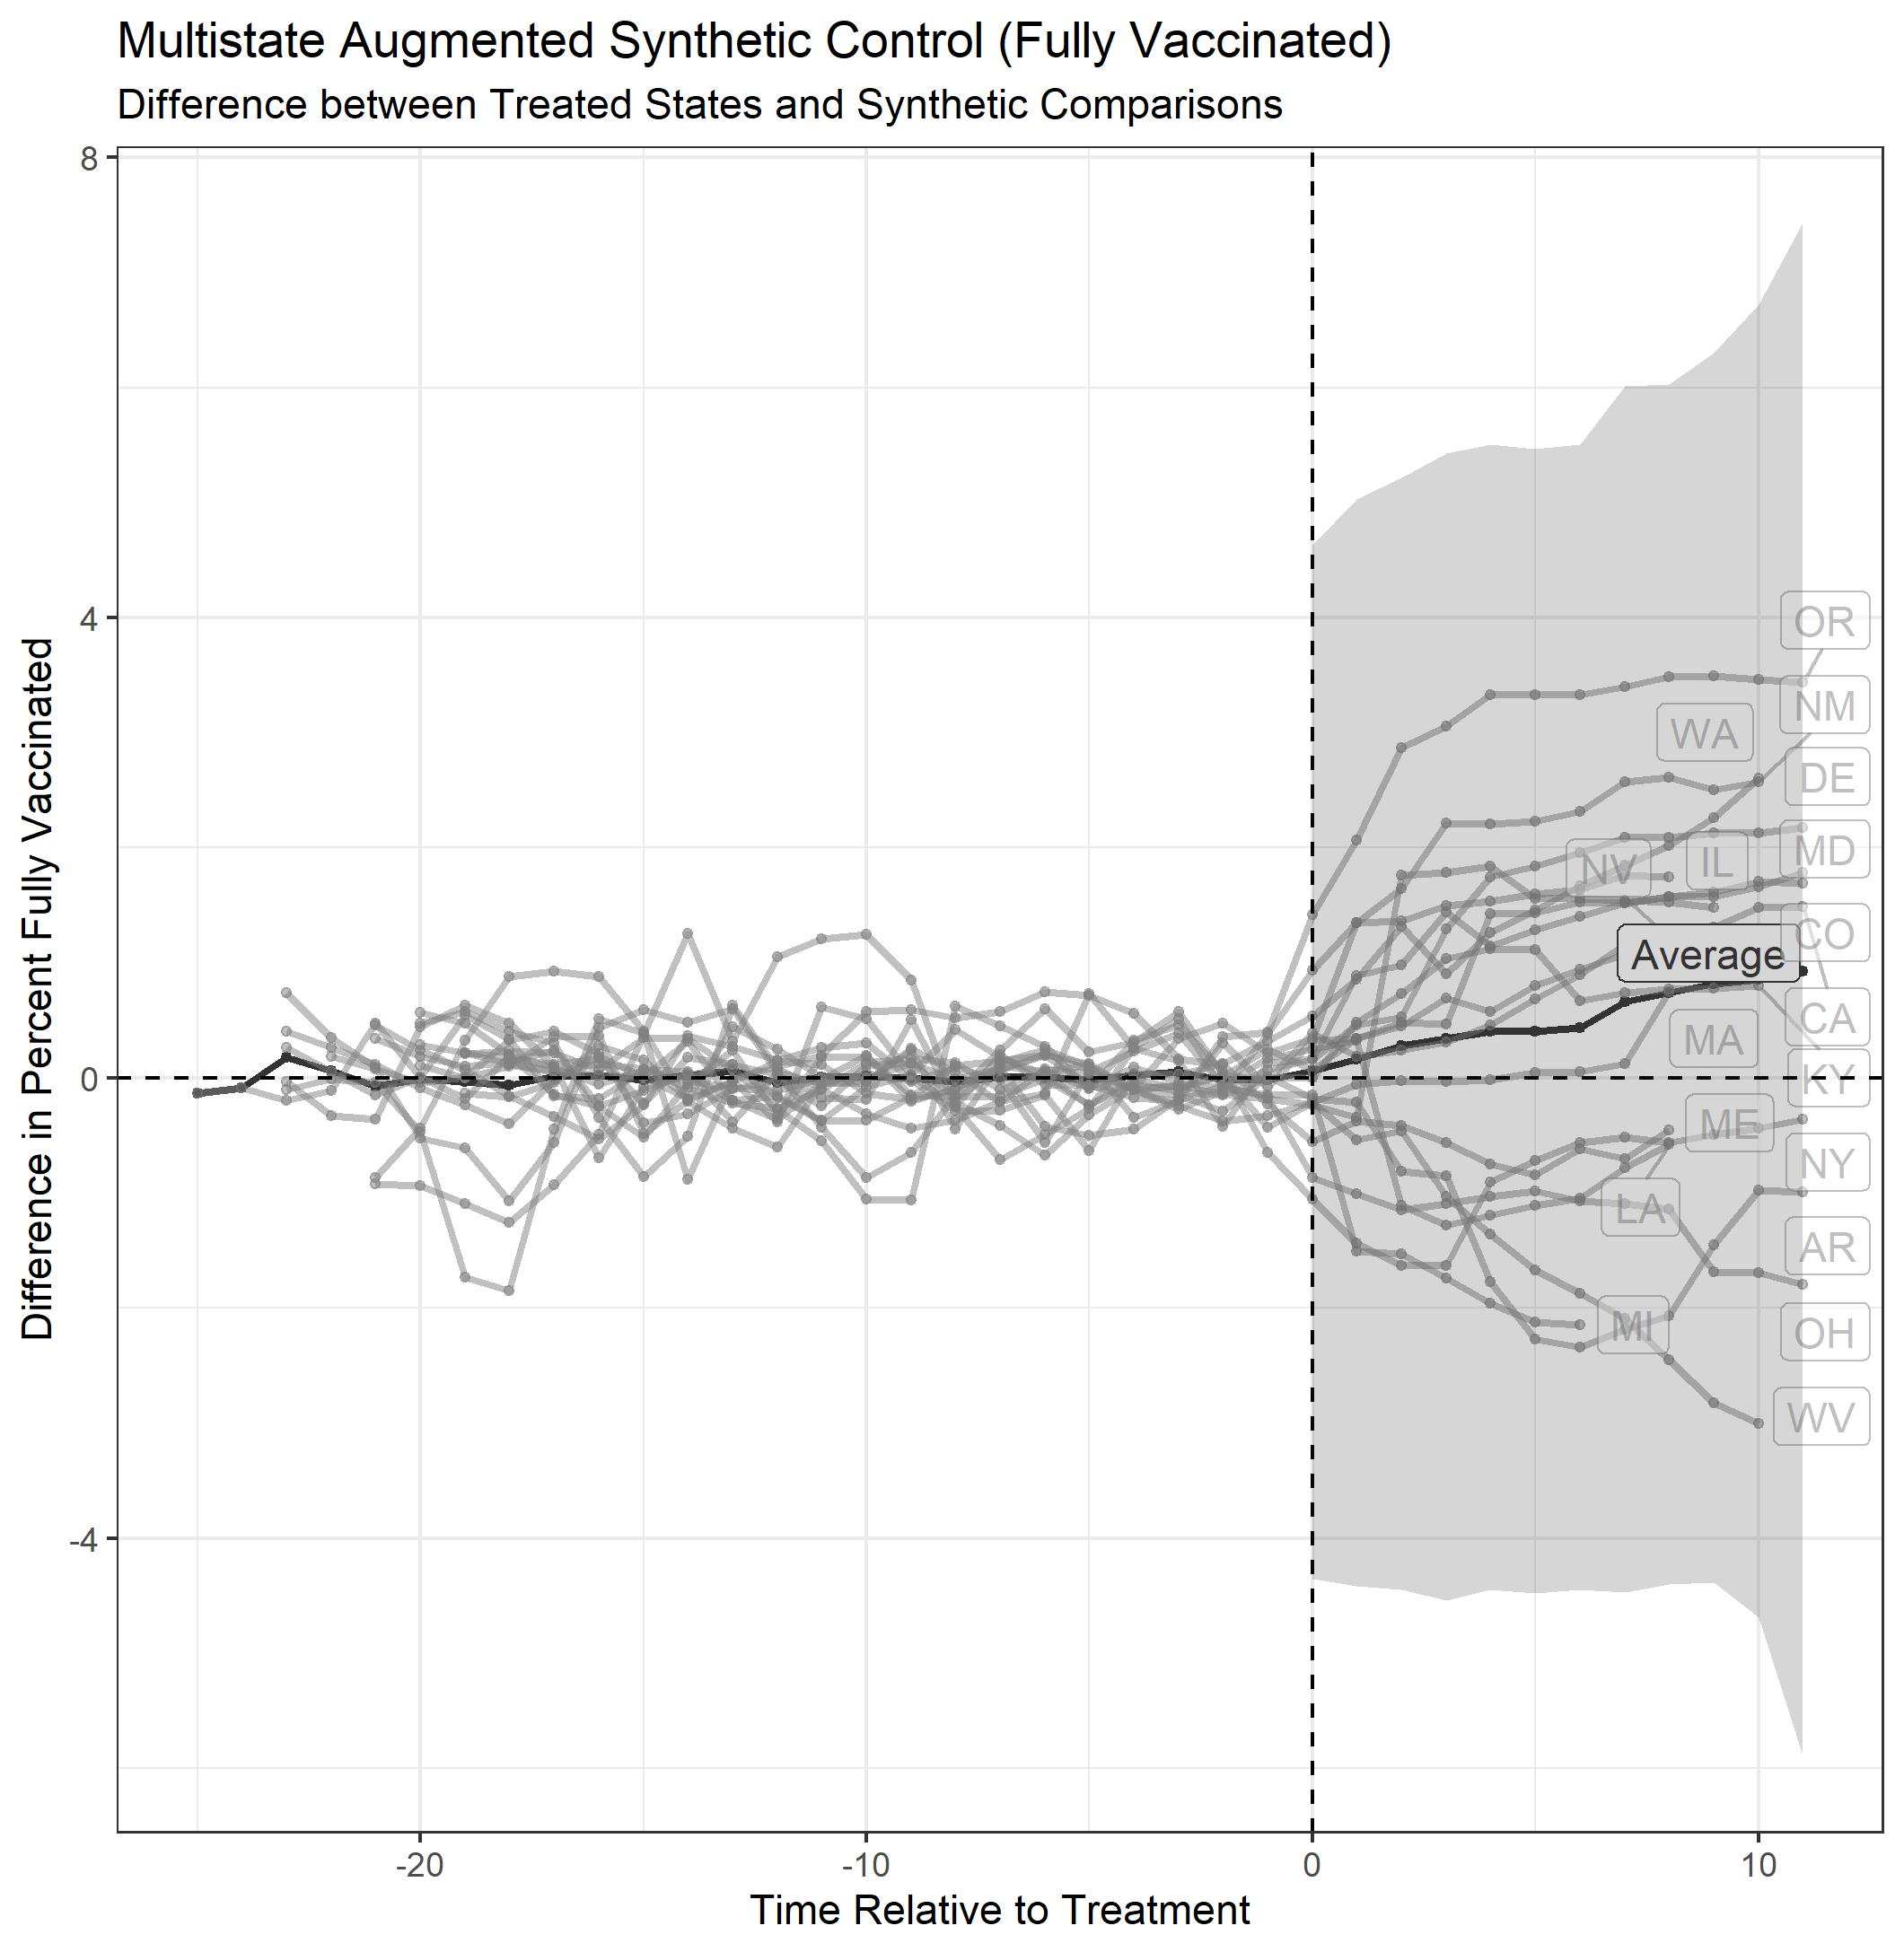 Multistate Augmented Synthetic Control (Fully Vaccinated)
Difference between Treated States and Synthetic Comparisons
Difference in Percent Fully Vaccinated
8
4
0
-4
OR
NM
WA
DE
MD
IL
NV
CO
Average
CA
MA
KY
ME
NY
LA
AR
MI
OH
WV
-20
-10
0
10
Time Relative to Treatment